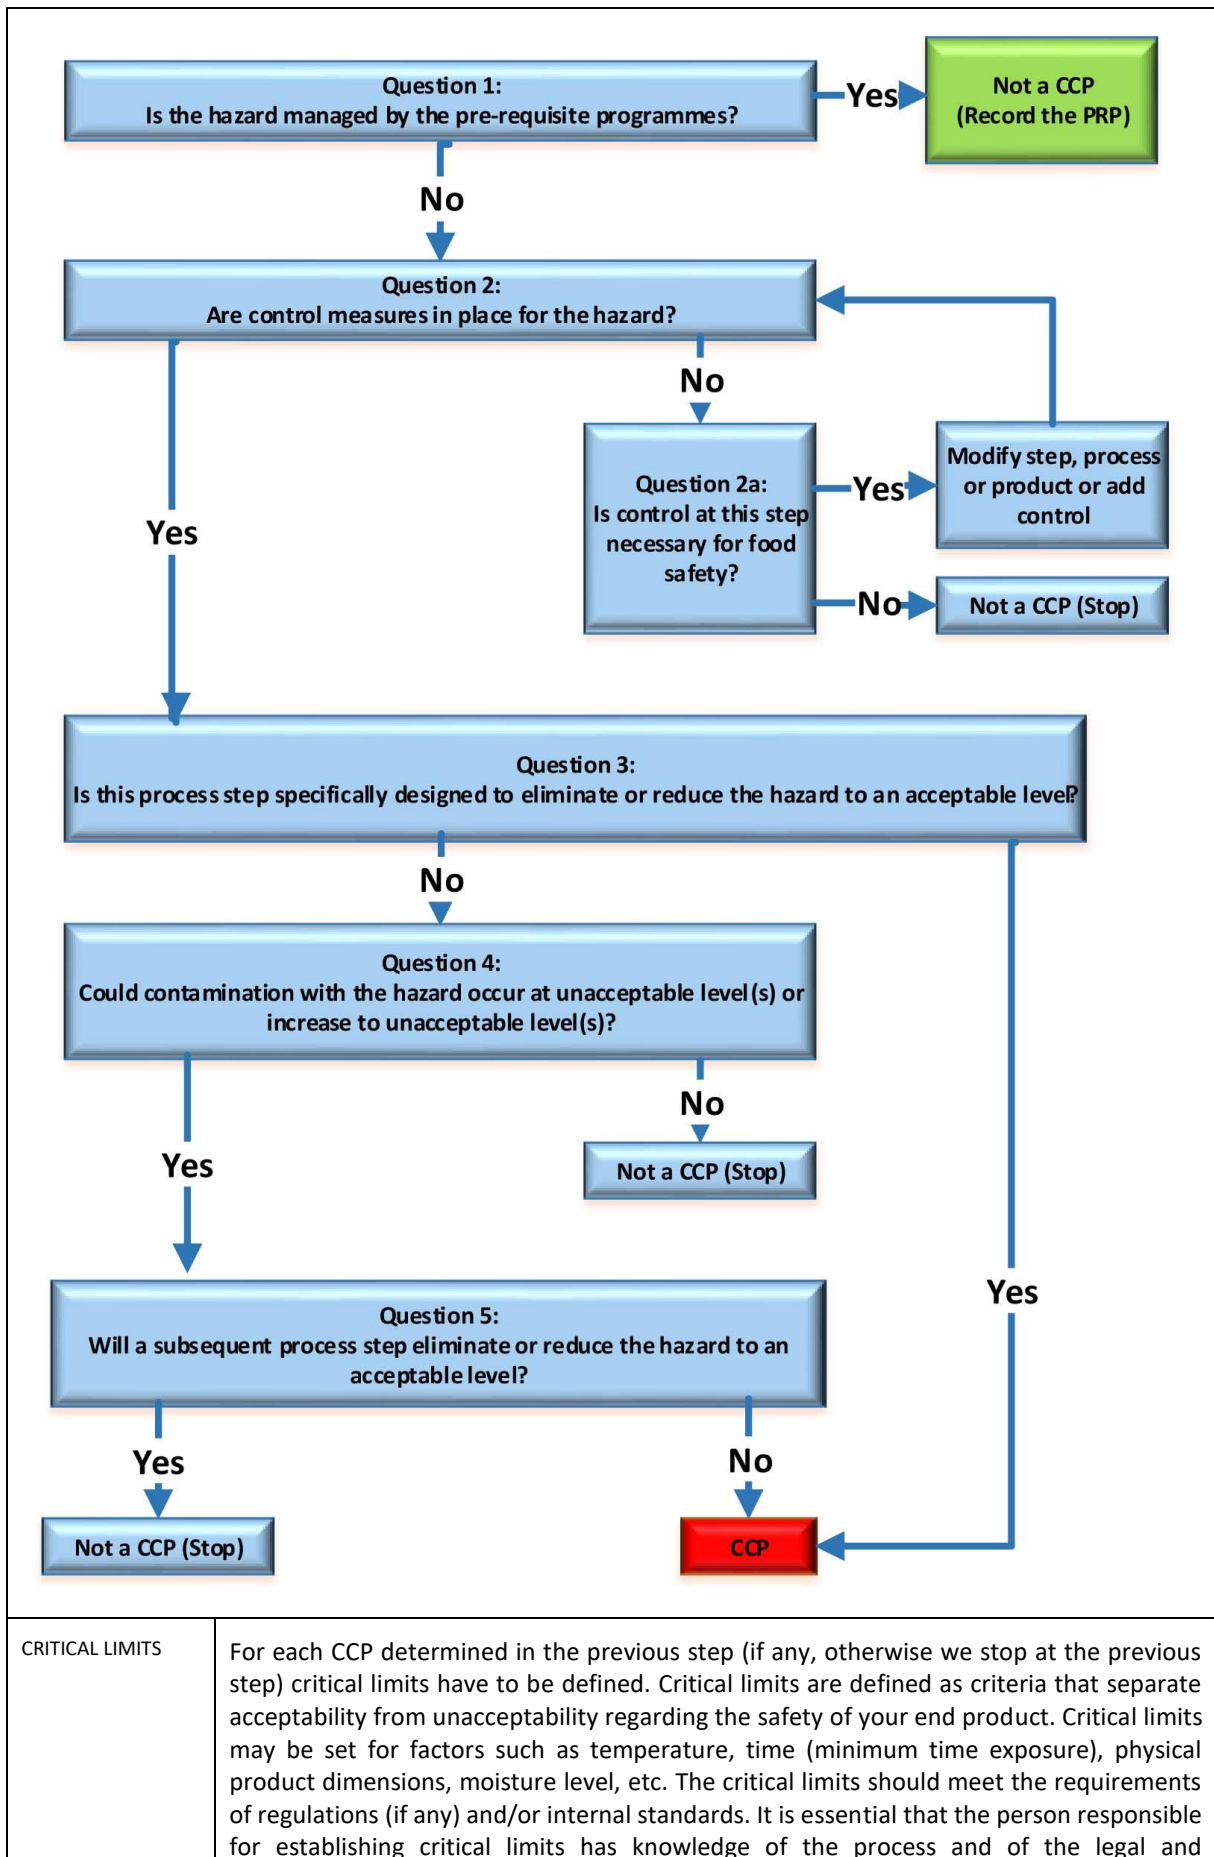 Question 1:
Is the hazard managed by the pre-requisite programmes?
Yes
Not a CCP
(Record the PRP)
No
Question 2:
Are control measures in place for the hazard?
No
Yes
Question 2a:
Is control at this step
necessary for food
safety?
Yes
Modify step, process
or product or add
control
No
Not a CCP (Stop)
Question 3:
Is this process step specifically designed to eliminate or reduce the hazard to an acceptable level?
No
Question 4:
Could contamination with the hazard occur at unacceptable level(s) or
increase to unacceptable level(s)?
No
Yes
Not a CCP (Stop)
Yes
Question 5:
Will a subsequent process step eliminate or reduce the hazard to an
acceptable level?
Yes
No
Not a CCP (Stop)
CCP
CRITICAL LIMITS
For each CCP determined in the previous step (if any, otherwise we stop at the previous
step) critical limits have to be defined. Critical limits are defined as criteria that separate
acceptability from unacceptability regarding the safety of your end product. Critical limits
may be set for factors such as temperature, time (minimum time exposure), physical
product dimensions, moisture level, etc. The critical limits should meet the requirements
of regulations (if any) and/or internal standards. It is essential that the person responsible
for establishing critical limits has knowledge of the process and of the legal and